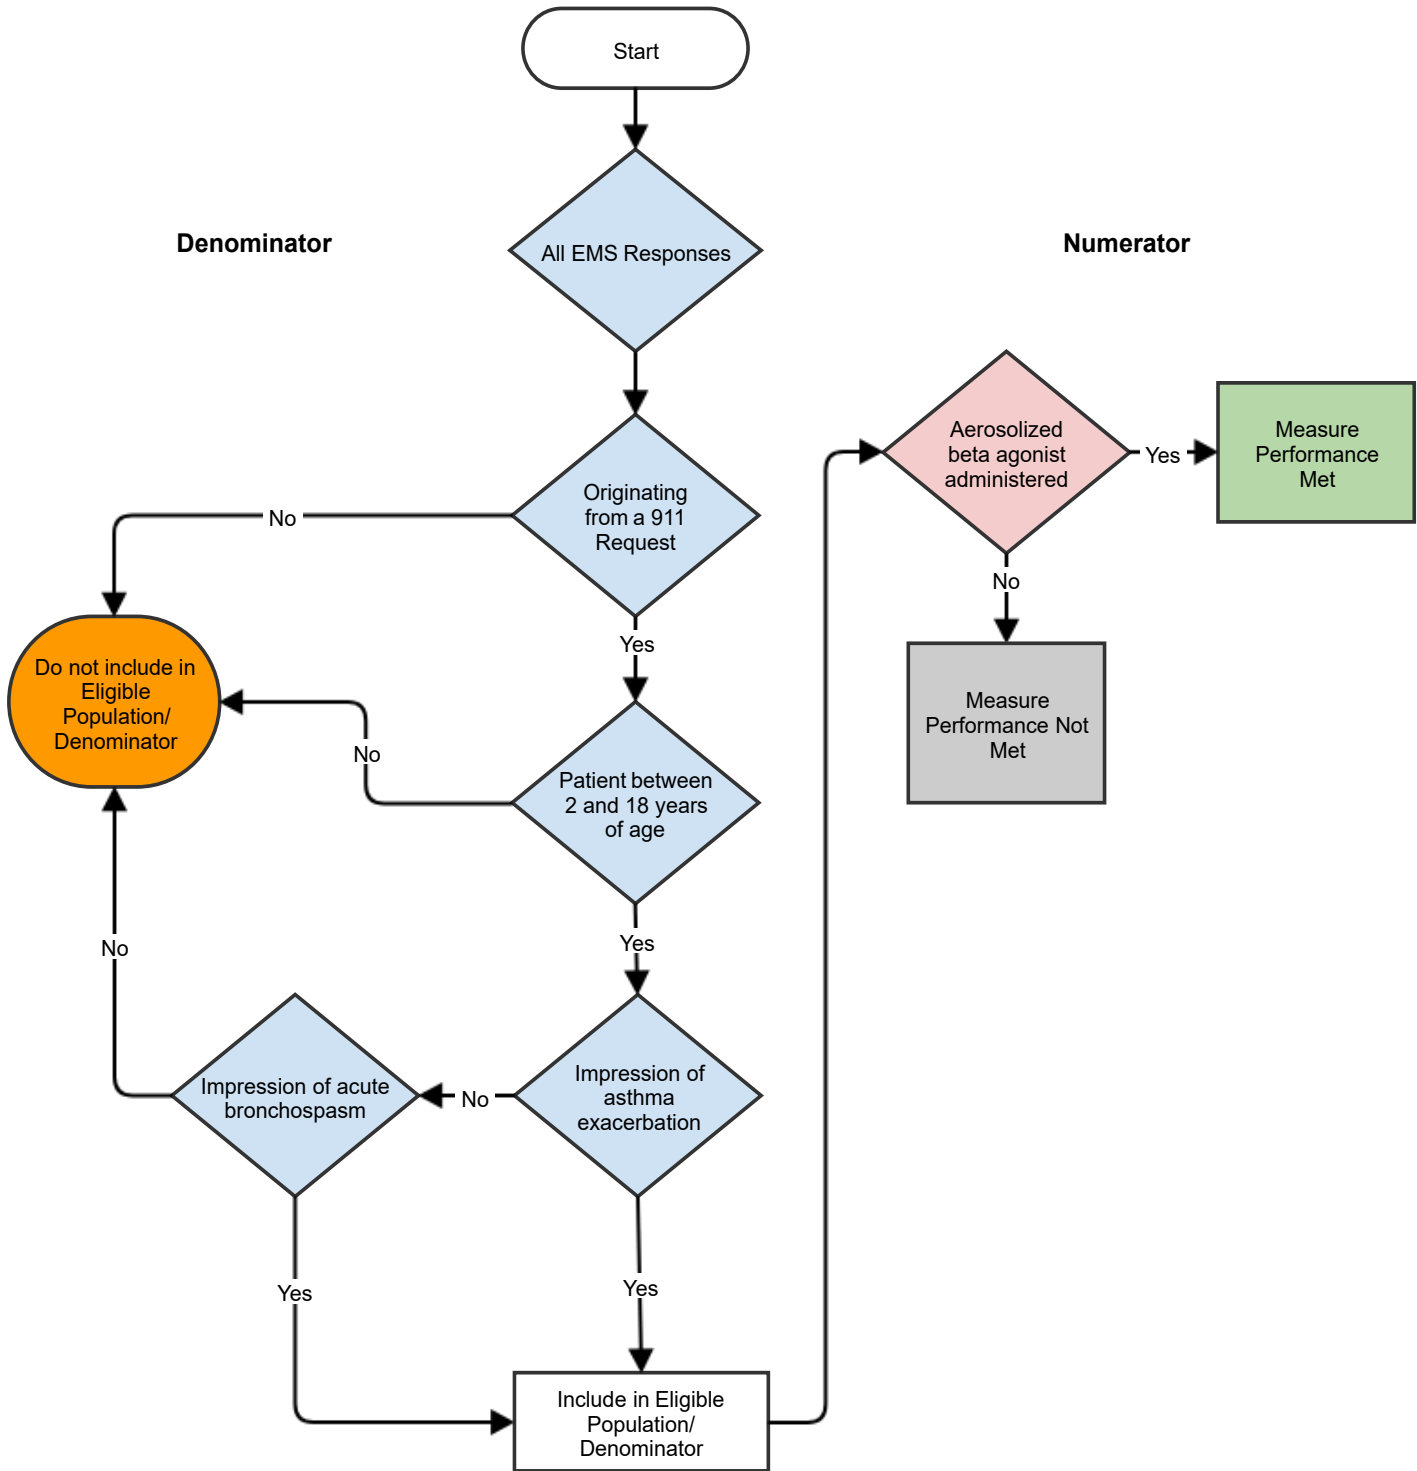 Start
Denominator
All EMS Responses
Numerator
Originating
from a 911
Request
Aerosolized
beta agonist
administered
Yes
Measure
Performance
Met
No
No
Yes
Do not include in
Eligible
Population/
Denominator
Measure
Performance Not
Met
No
Patient between
2 and 18 years
of age
Yes
No
Impression of acute
bronchospasm
No
Impression of
asthma
exacerbation
Yes
Yes
Include in Eligible
Population/
Denominator